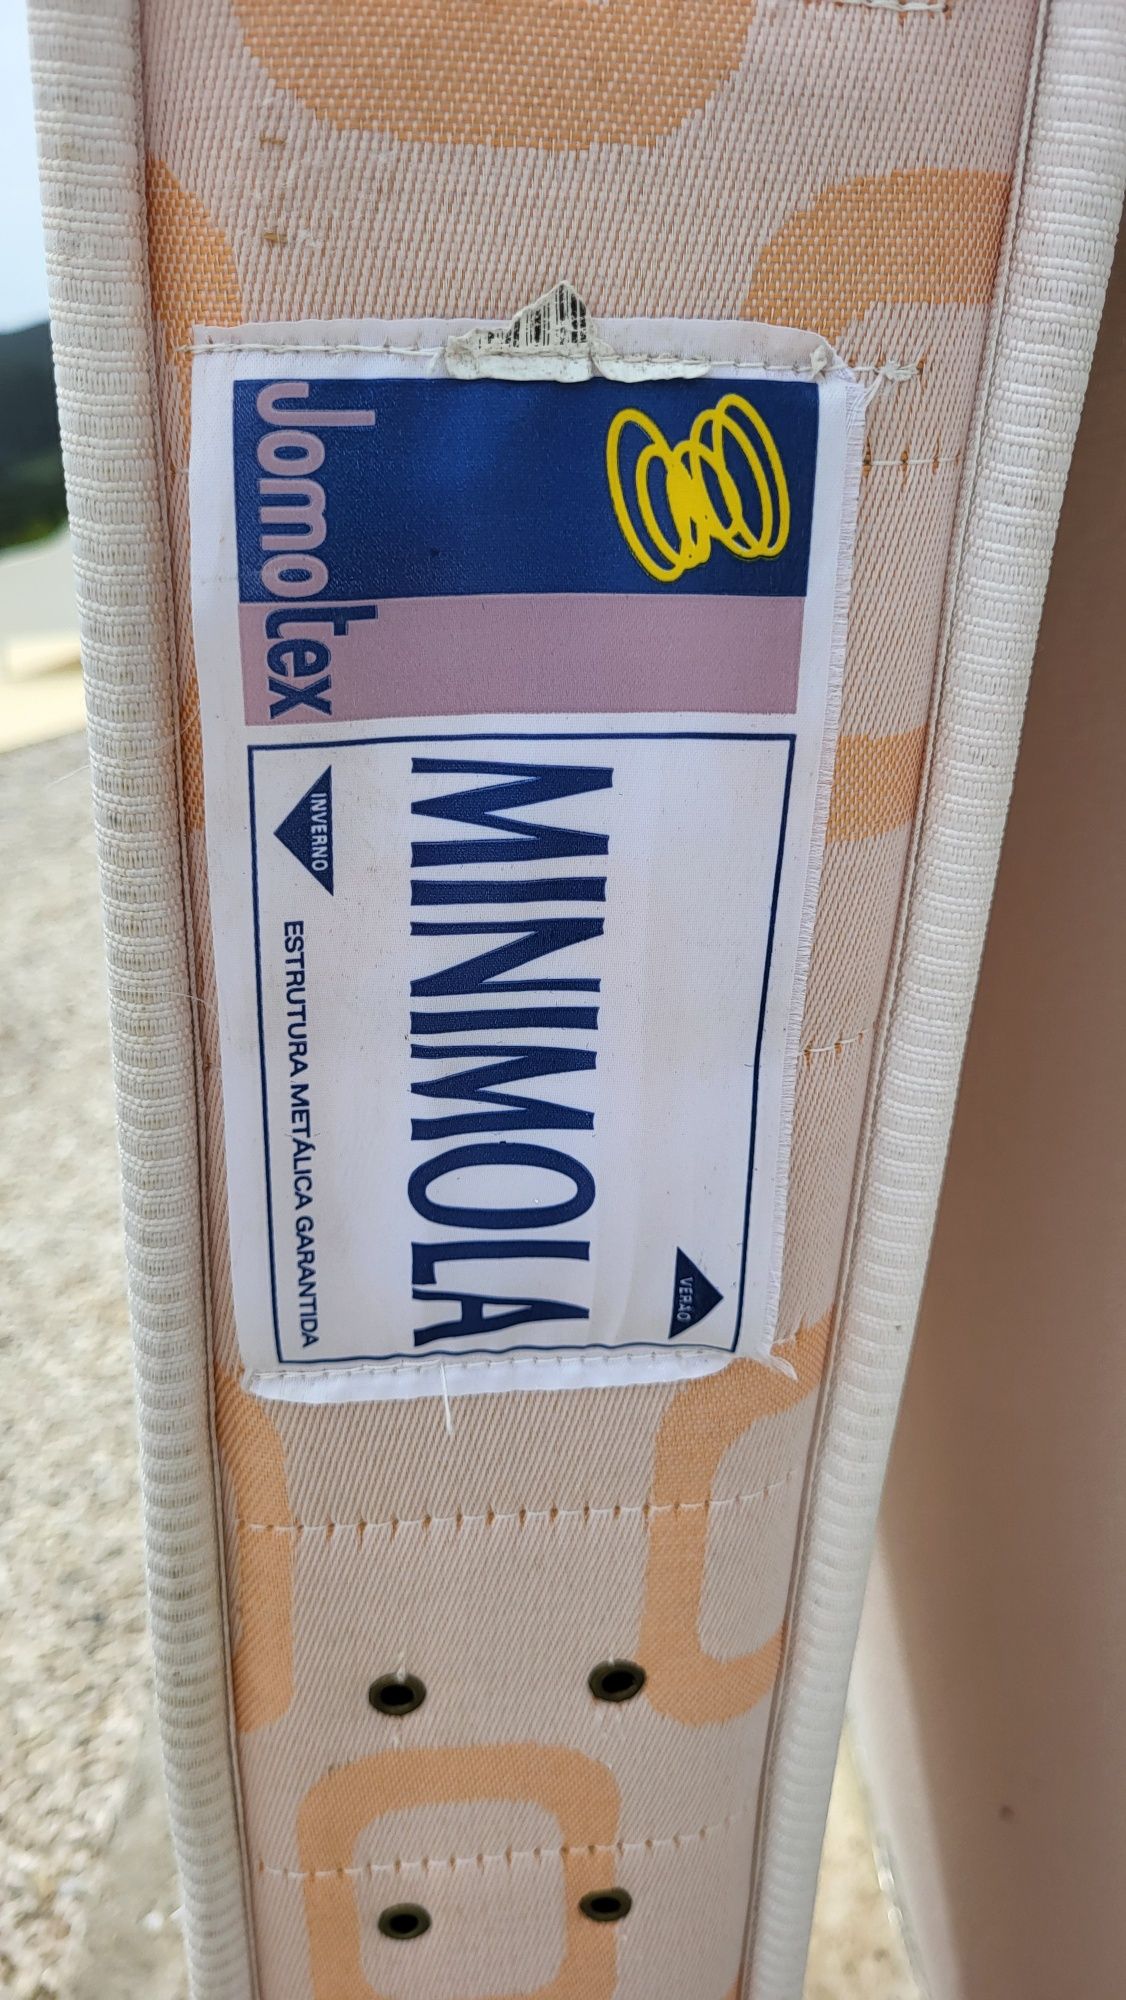 Jomotex
VERÃO
MINIMOLA
INVERNO
ESTRUTURA METÁLICA GARANTIDA